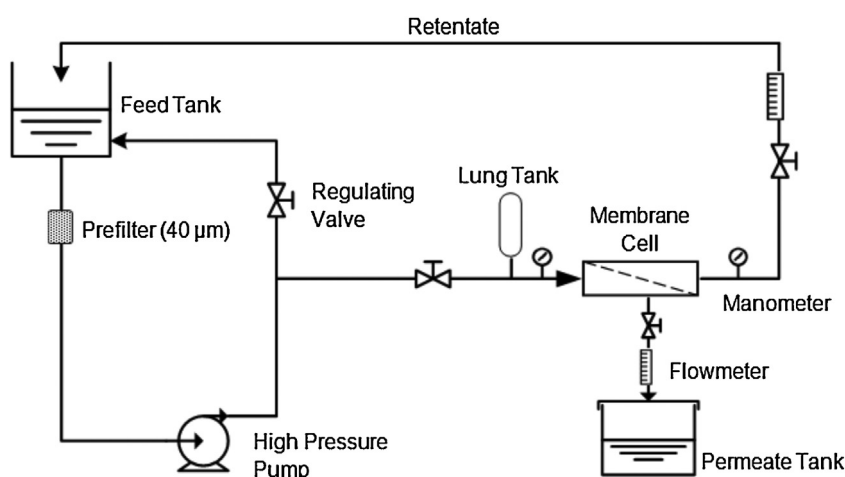 Retentate
Feed Tank
Lung Tank
Regulating
Valve
Membrane
Cell
Prefilter (40 µm)
Manometer
Flowmeter
High Pressure
Pump
Permeate Tank